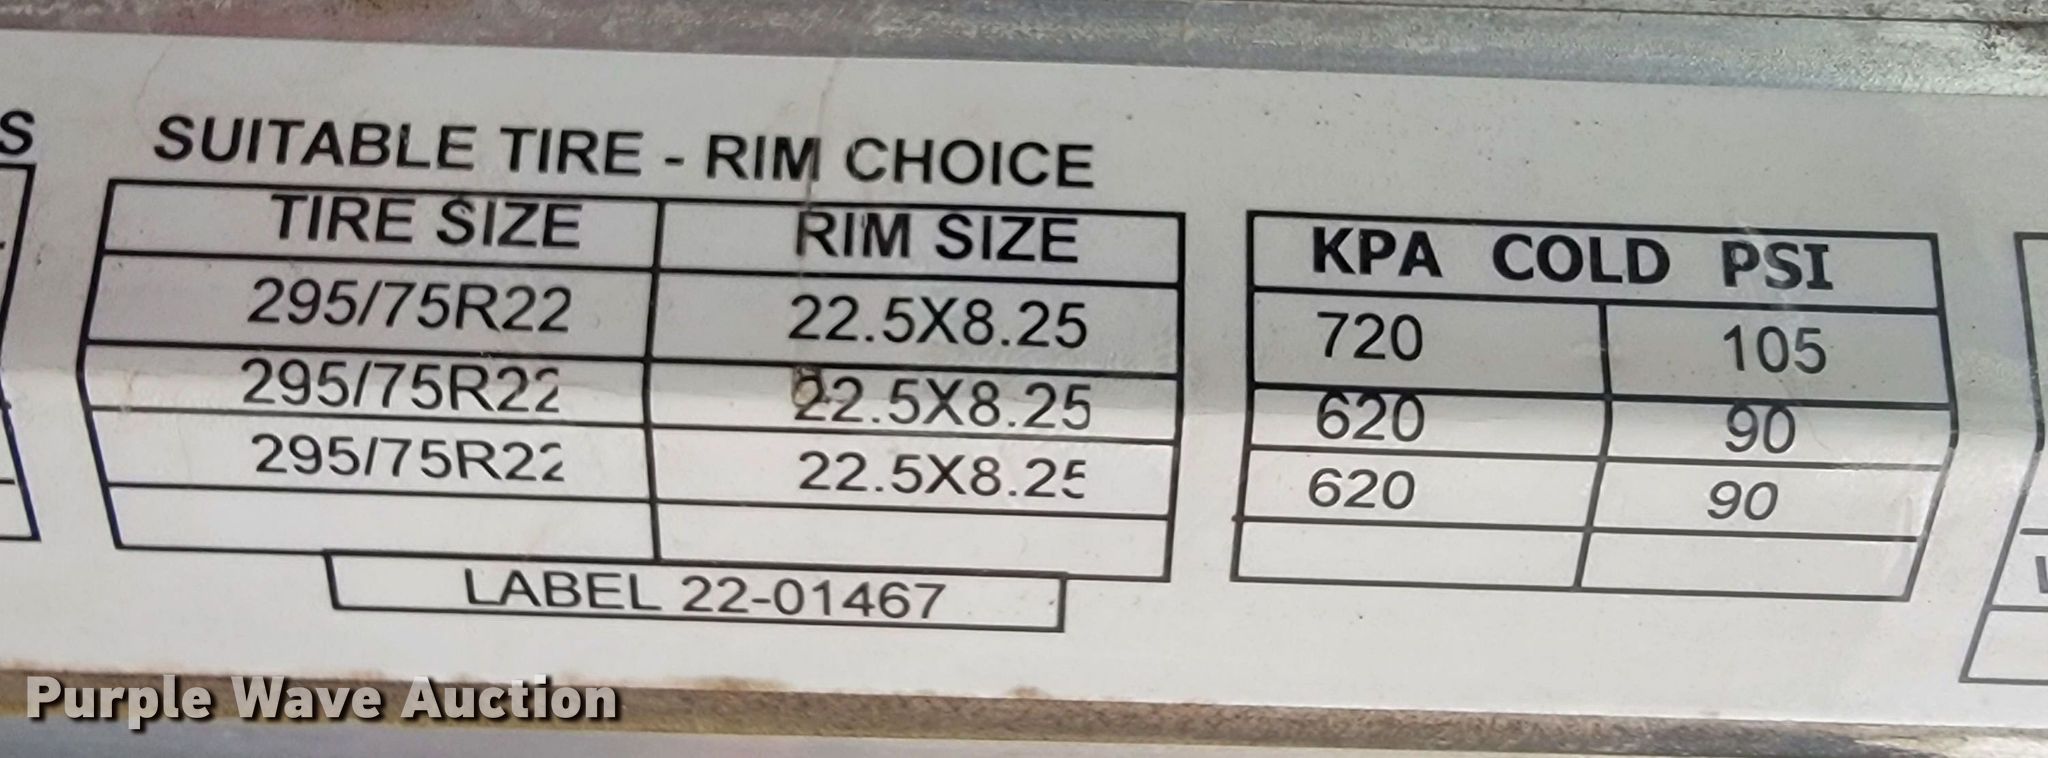 S
SUITABLE TIRE - RIM CHOICE
TIRE SIZE RIM SIZE KPA COLD PSI
295/75R22 22.5X8.25 720 105
295/75R22 22.5X8.25 620 90
295/75R22 22.5X8.25 620 90
LABEL 22-01467
Purple Wave Auction